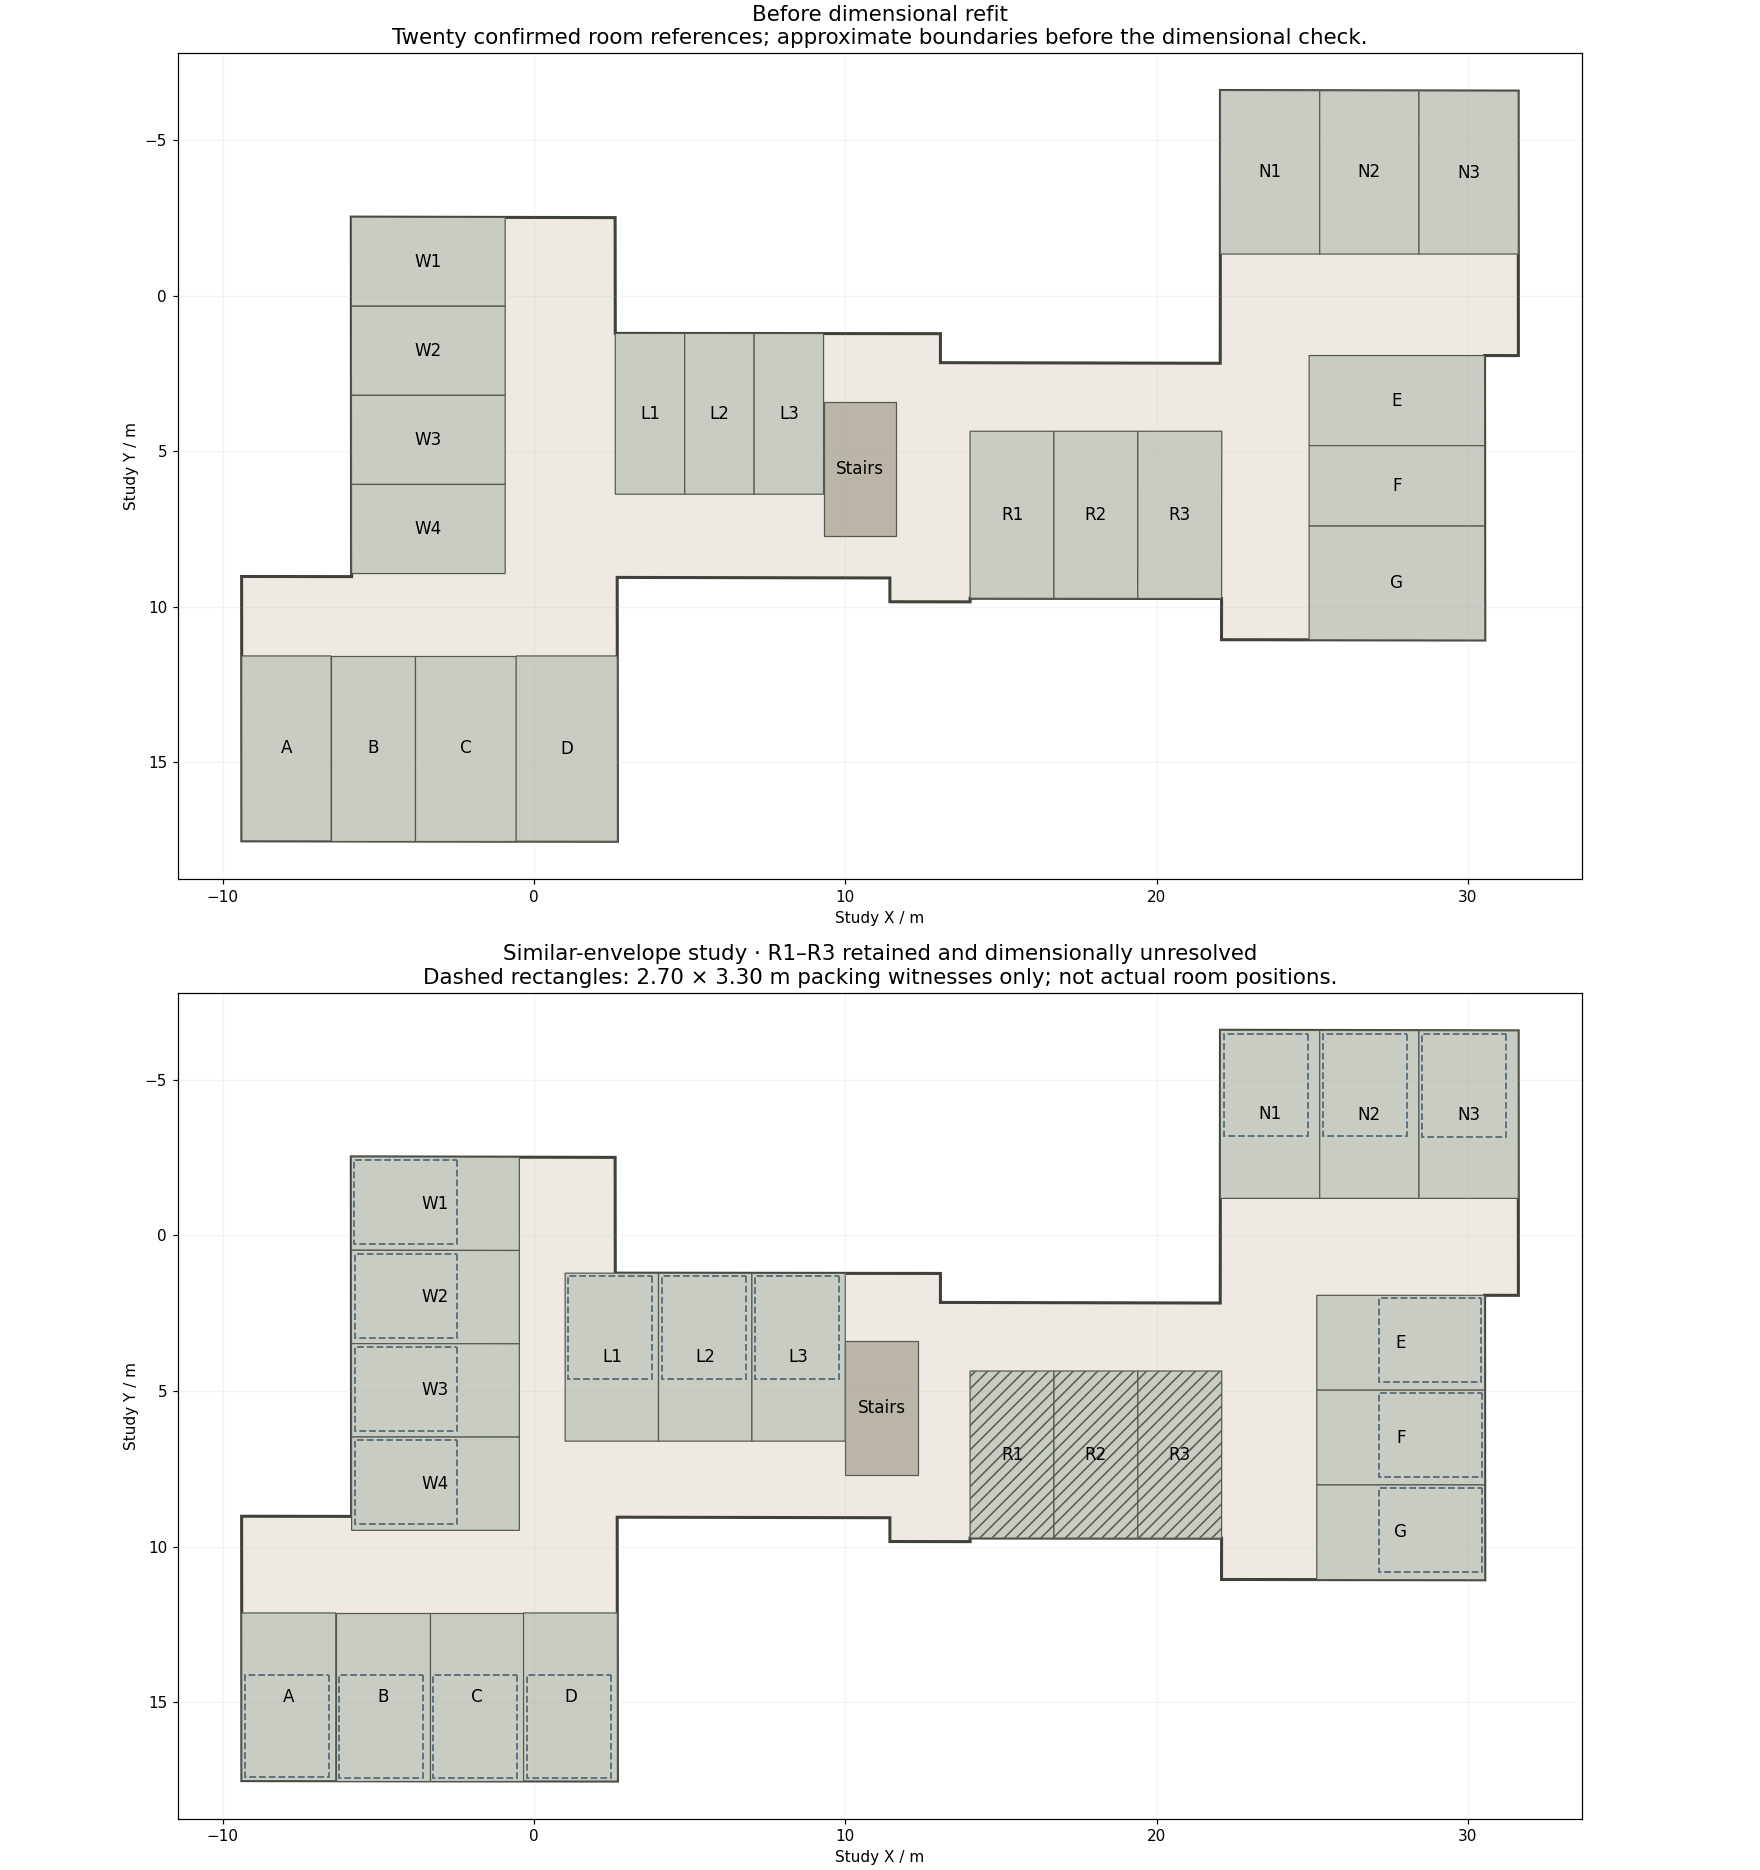 Before dimensional refit
Twenty confirmed room references; approximate boundaries before the dimensional check.
N1 N2 N3
−5
W1
0
W2
E
L1 L2 L3
W3
5
Stairs
F
R1 R2 R3
W4
G
10
A B C D
15
Study Y / m
−10 0 10 20 30
Study X / m
Similar-envelope study · R1–R3 retained and dimensionally unresolved
Dashed rectangles: 2.70 × 3.30 m packing witnesses only; not actual room positions.
−5
N1 N2 N3
W1
0
W2
E
L1 L2 L3
W3
5
Stairs
F
R1 R2 R3
W4
G
10
A B C D
15
Study Y / m
−10 0 10 20 30
Study X / m